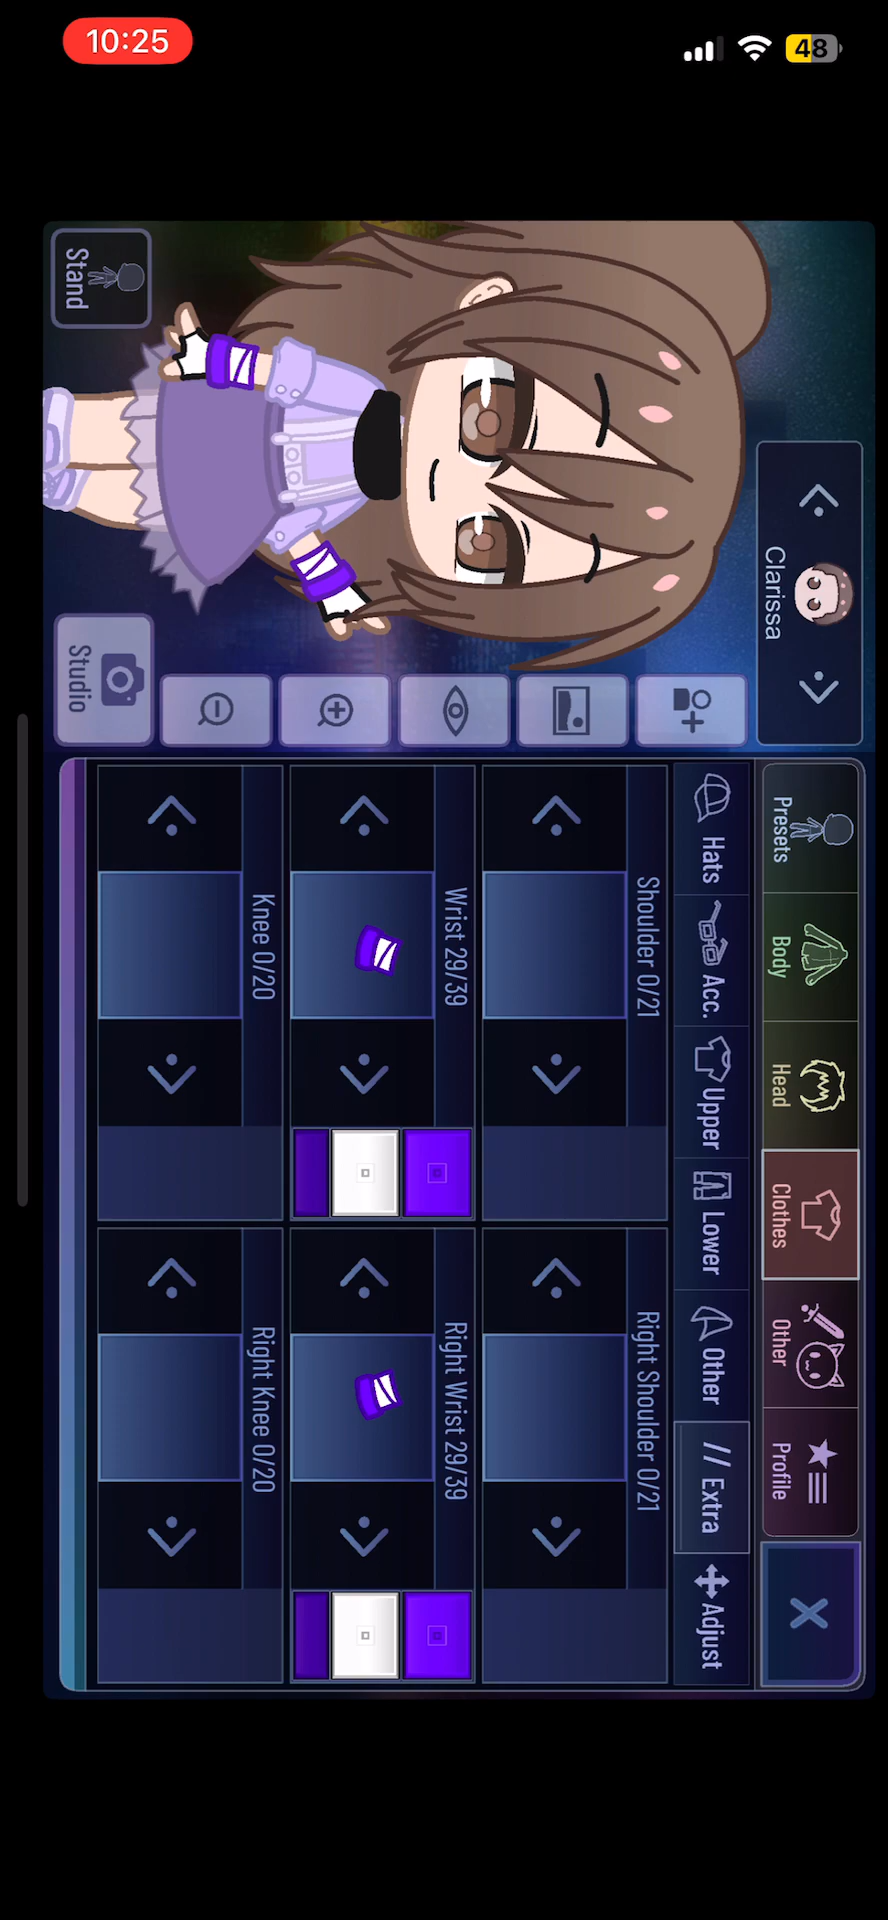 10:25
48
Stand
Clarissa
Studio
Presets
Body
Head
Clothes
Other
Profile
X
Hats
Acc.
Upper
Lower
Other
Extra
Adjust
Shoulder 0/21
Right Shoulder 0/21
Wrist 29/39
Right Wrist 29/39
Knee 0/20
Right Knee 0/20